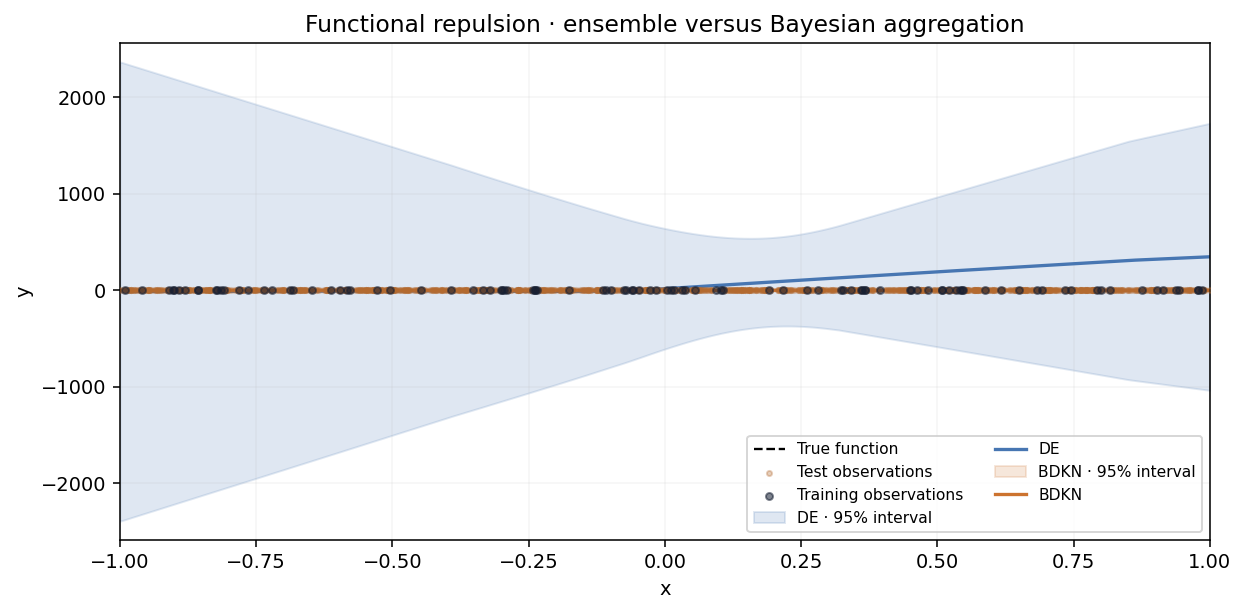 Functional repulsion · ensemble versus Bayesian aggregation
y
2000
1000
0
−1000
−2000
−1.00
−0.75
−0.50
−0.25
0.00
0.25
0.50
0.75
1.00
x
True function
Test observations
Training observations
DE · 95% interval
DE
BDKN · 95% interval
BDKN